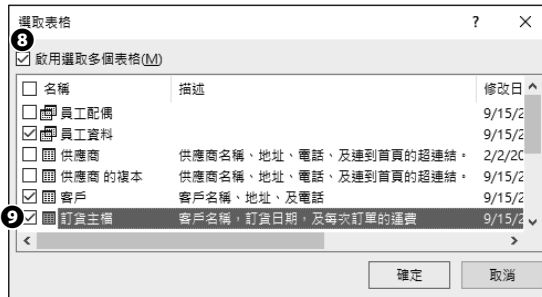 選取表格 ? ×
8
啟用選取多個表格(M)
名稱 描述 修改日
員工配偶 9/15/2
員工資料 9/15/2
供應商 供應商名稱、地址、電話、及連到首頁的超連結。 2/2/20
供應商 的複本 供應商名稱、地址、電話、及連到首頁的超連結。 9/15/2
客戶 客戶名稱、地址、及電話 9/15/2
9 訂貨主檔 客戶名稱，訂貨日期，及每次訂單的運費 9/15/2
確定 取消